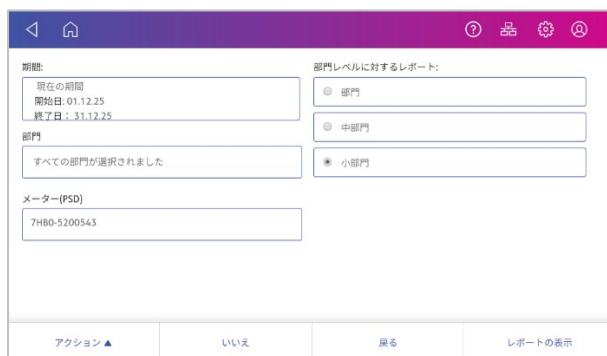 期間:
現在の期間
開始日: 01.12.25
終了日： 31.12.25
部門
すべての部門が選択されました
メーター(PSD)
7HB0-5200543
部門レベルに対するレポート:
部門
中部門
小部門
アクション▲
いいえ
戻る
レポートの表示